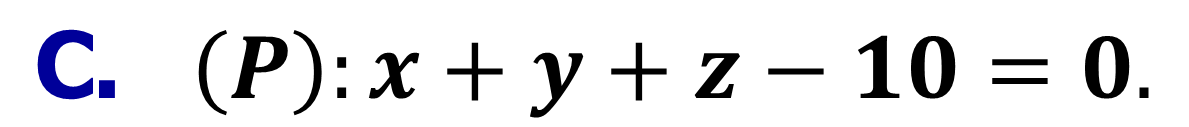 C. (P): x + y + z − 10 = 0.